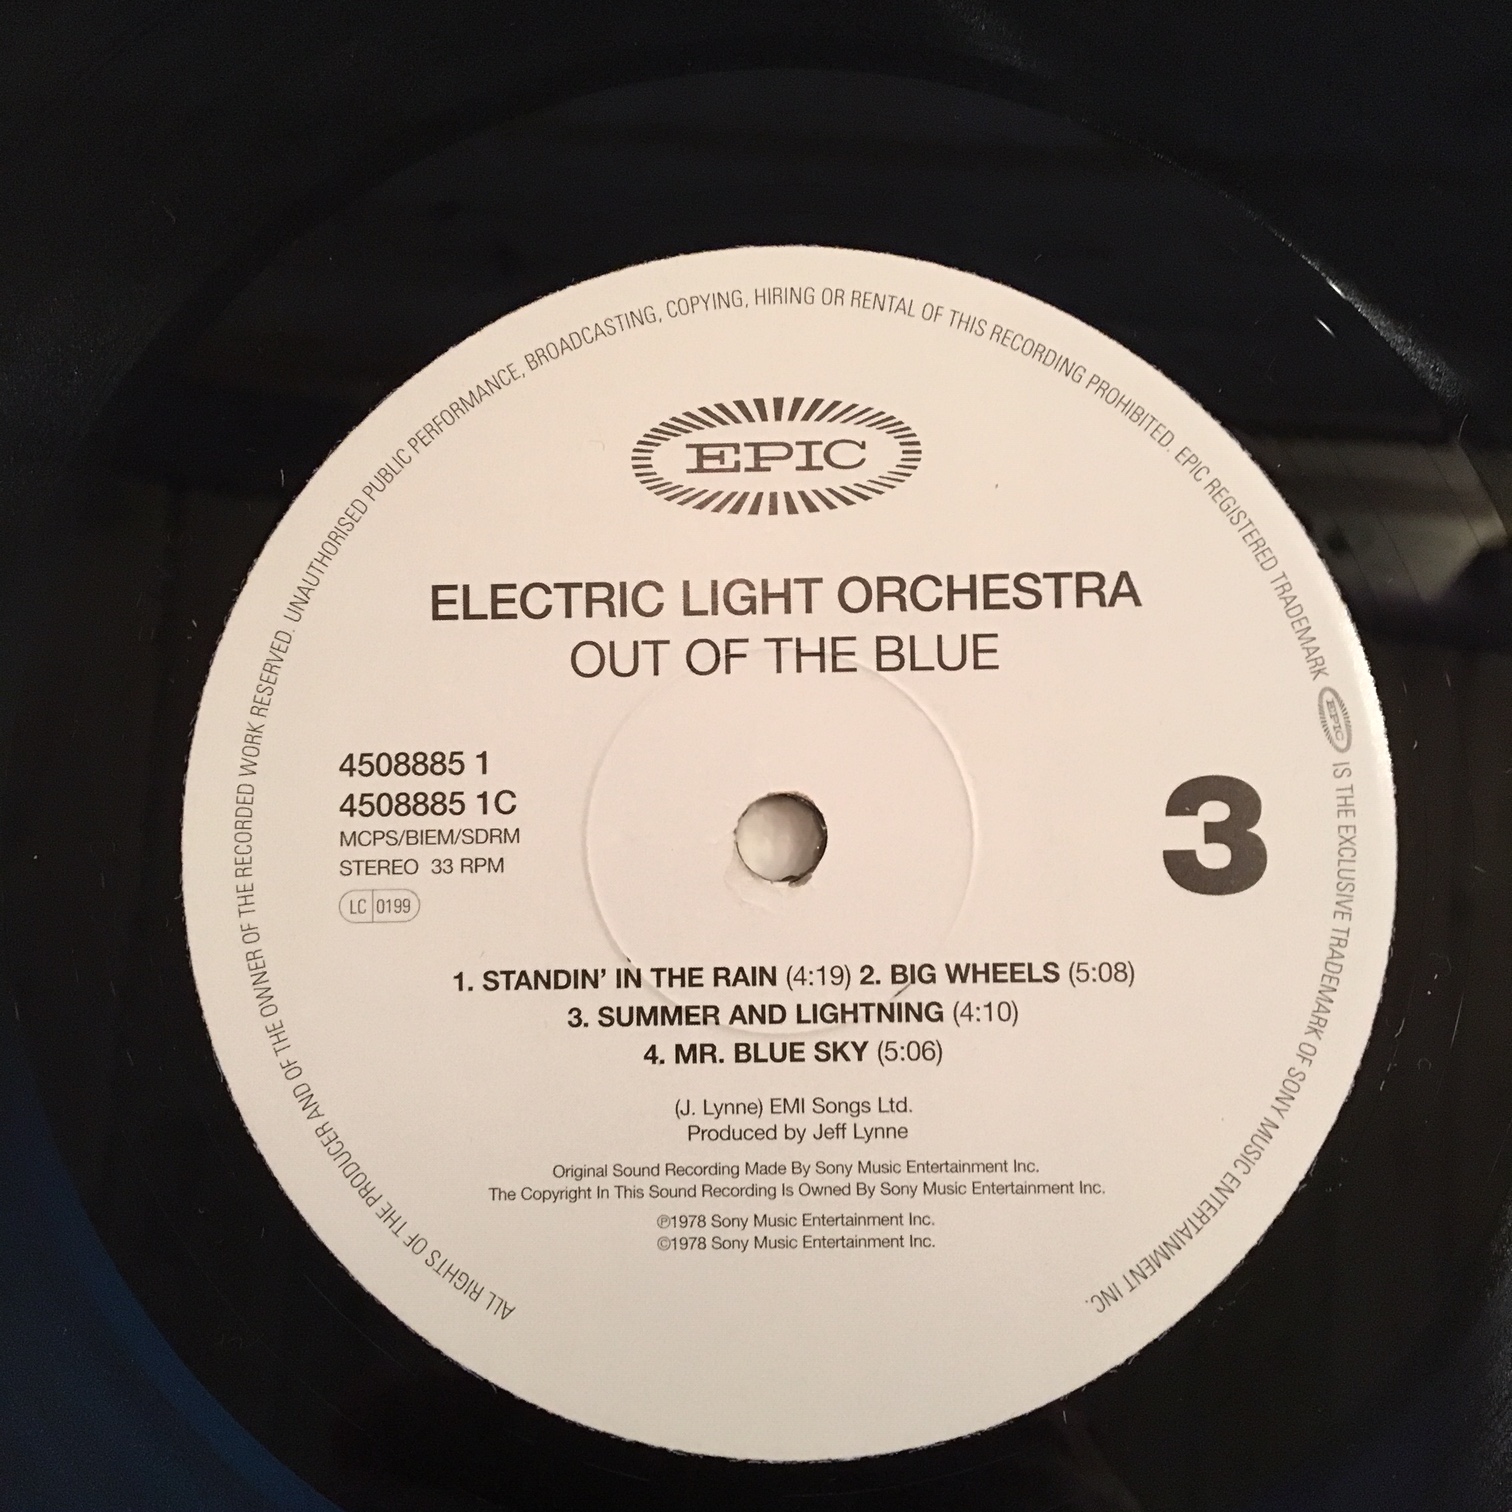 EPIC
ELECTRIC LIGHT ORCHESTRA
OUT OF THE BLUE
4508885 1
4508885 1C
MCPS/BIEM/SDRM
STEREO 33 RPM
LC 0199
3
1. STANDIN' IN THE RAIN (4:19) 2. BIG WHEELS (5:08)
3. SUMMER AND LIGHTNING (4:10)
4. MR. BLUE SKY (5:06)
(J. Lynne) EMI Songs Ltd.
Produced by Jeff Lynne
Original Sound Recording Made By Sony Music Entertainment Inc.
The Copyright In This Sound Recording Is Owned By Sony Music Entertainment Inc.
℗1978 Sony Music Entertainment Inc.
©1978 Sony Music Entertainment Inc.
ALL RIGHTS OF THE PRODUCER AND OF THE OWNER OF THE RECORDED WORK RESERVED. UNAUTHORISED PUBLIC PERFORMANCE, BROADCASTING, COPYING, HIRING OR RENTAL OF THIS RECORDING PROHIBITED. EPIC REGISTERED TRADEMARK EPIC IS THE EXCLUSIVE TRADEMARK OF SONY MUSIC ENTERTAINMENT INC.